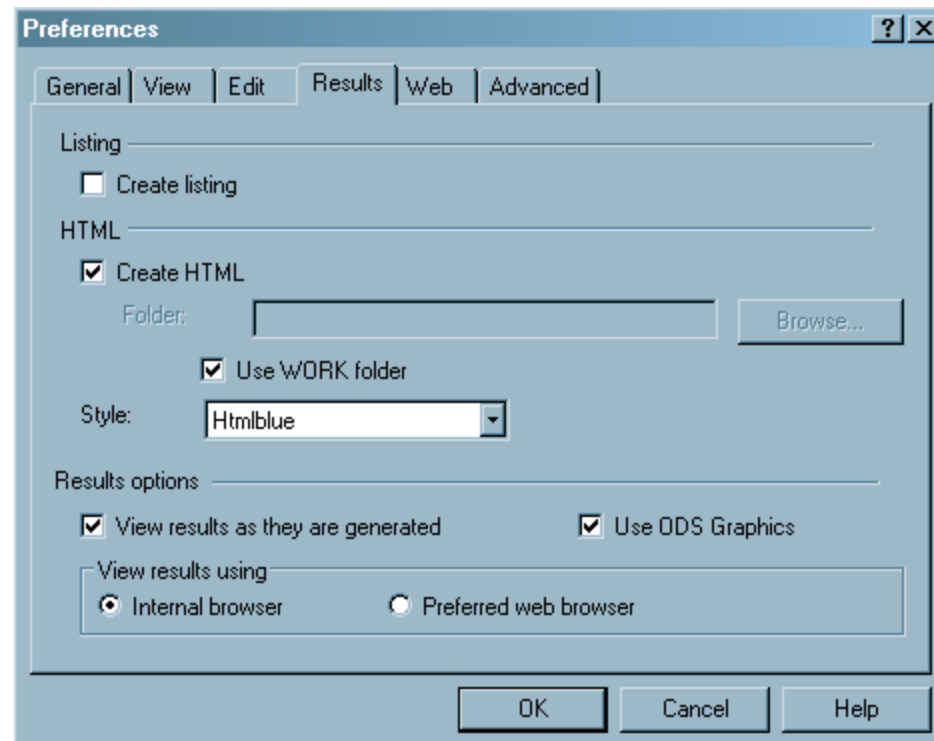 Preferences
General View Edit Results Web Advanced
Listing
Create listing
HTML
Create HTML
Folder: Browse...
Use WORK folder
Style: Htmlblue
Results options
View results as they are generated Use ODS Graphics
View results using
Internal browser Preferred web browser
OK Cancel Help